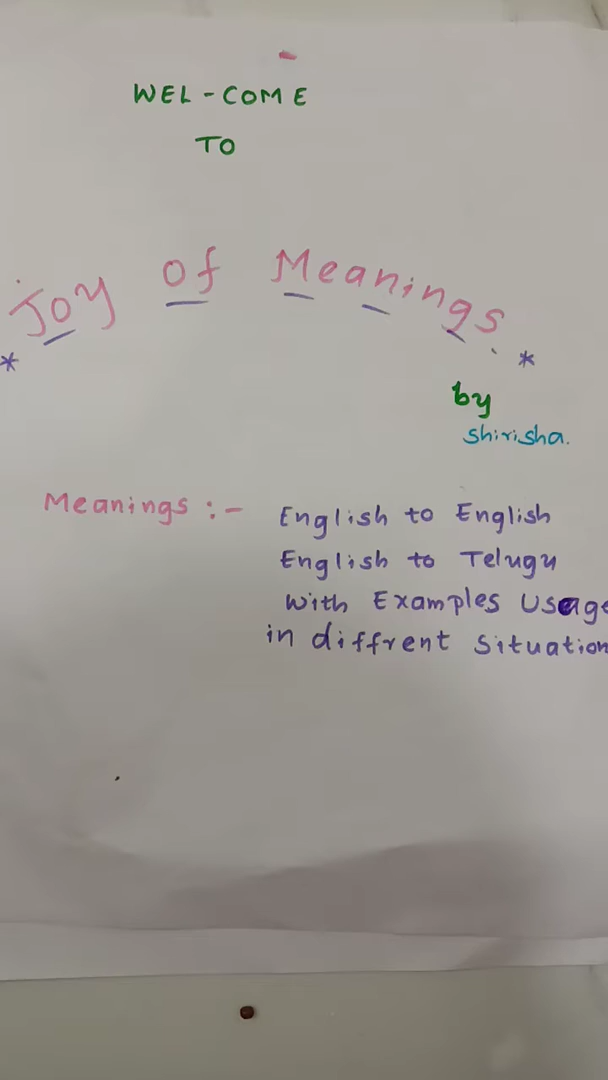 WEL-COME
TO
Joy of Meanings
by
Shirisha.
Meanings :- English to English
English to Telugu
With Examples Usage
in diffrent Situation